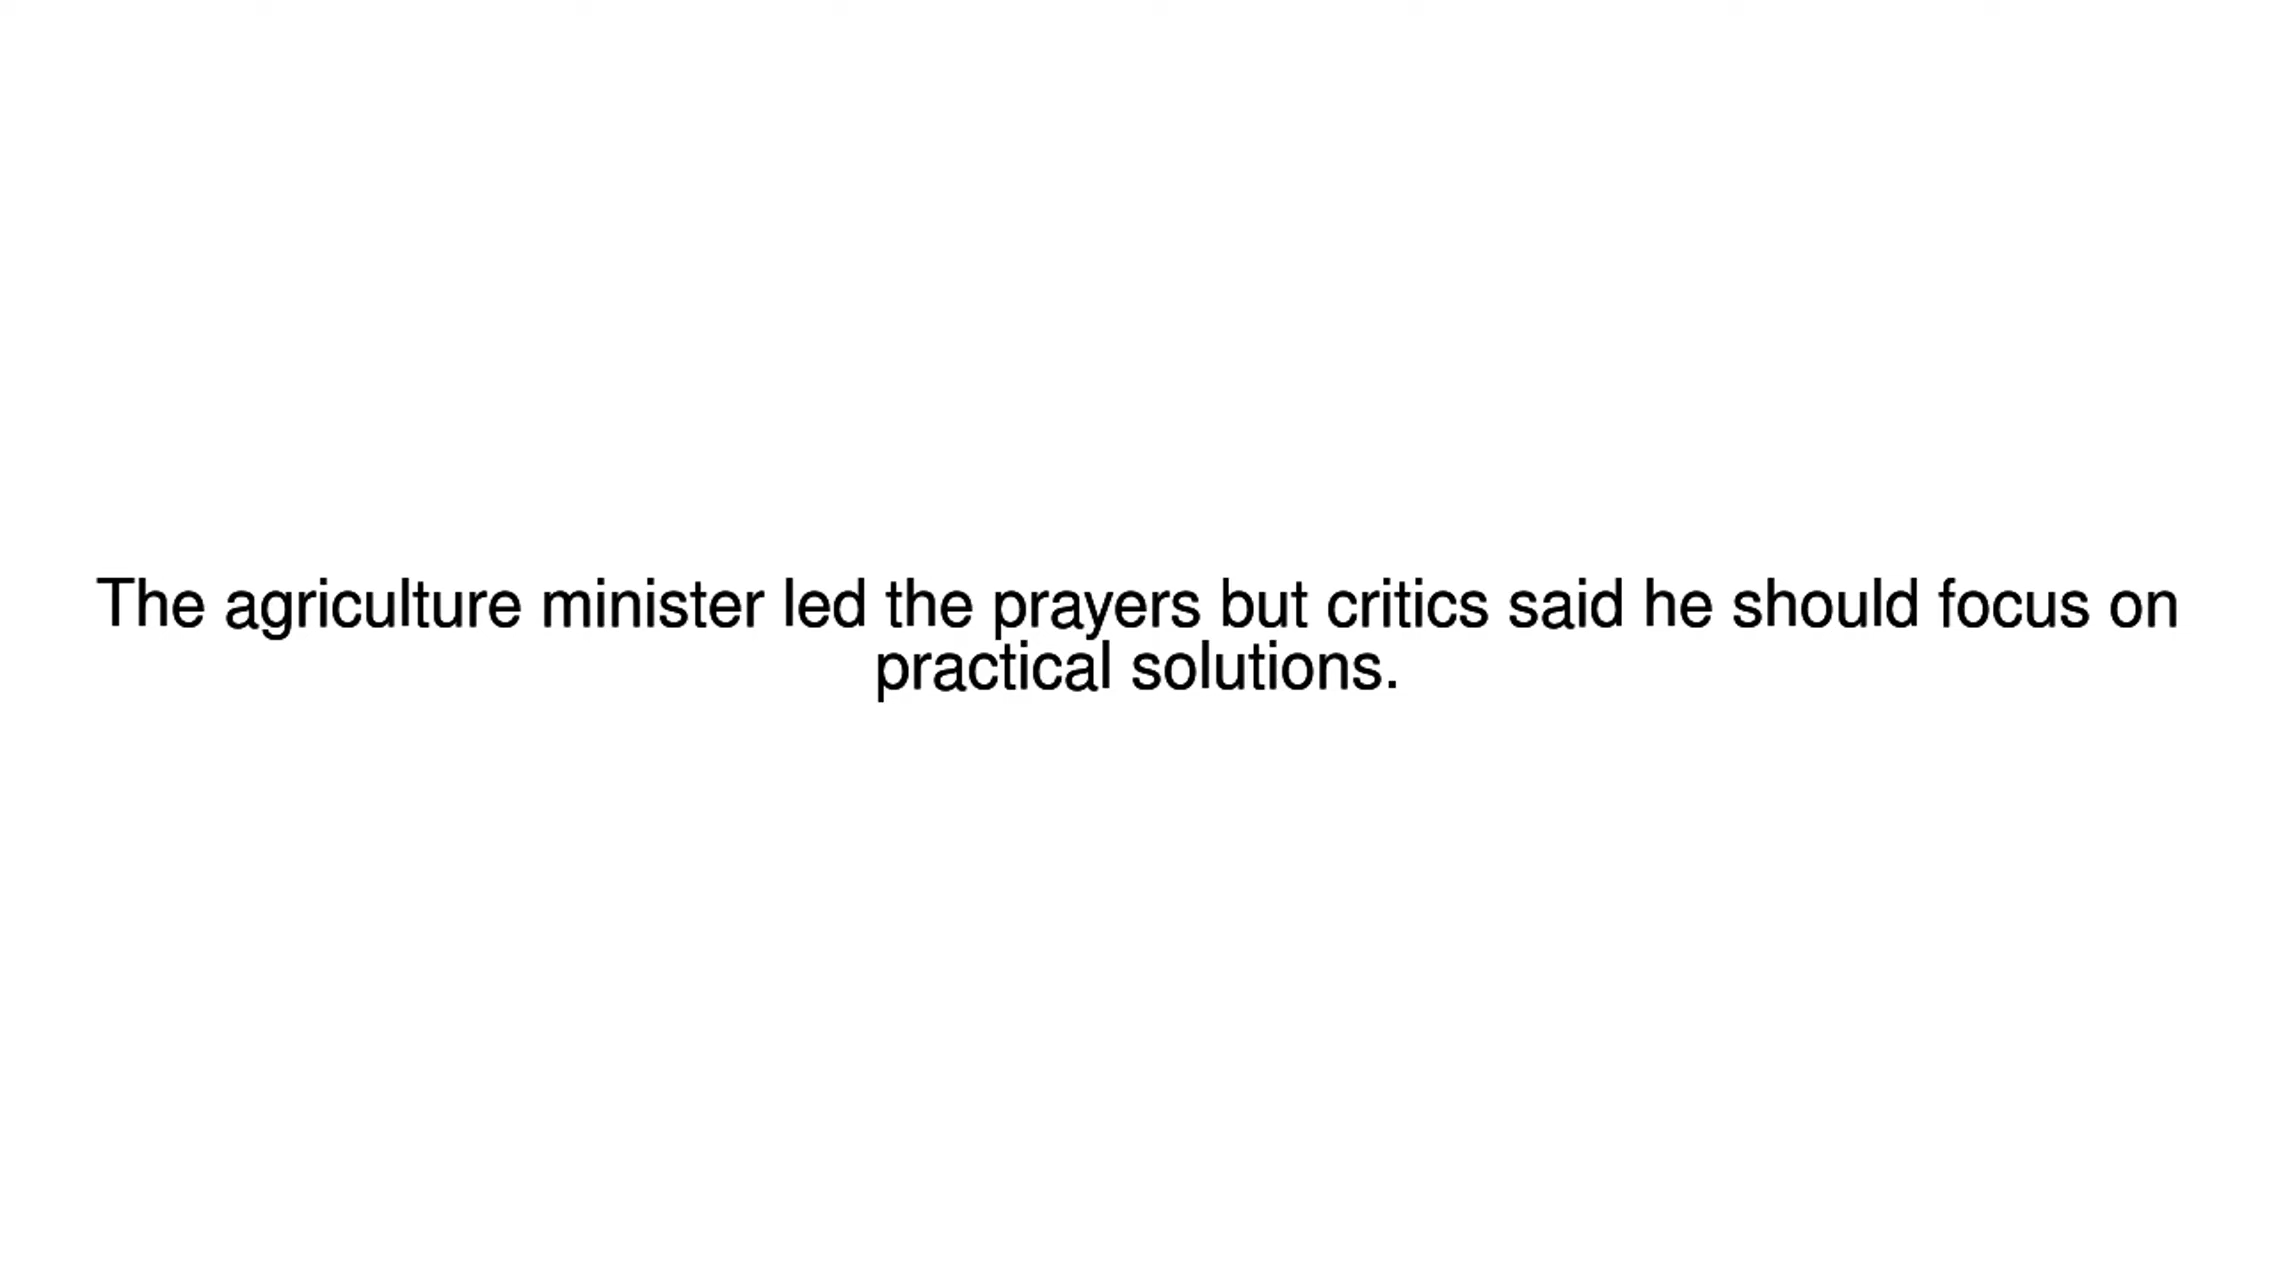 The agriculture minister led the prayers but critics said he should focus on
practical solutions.